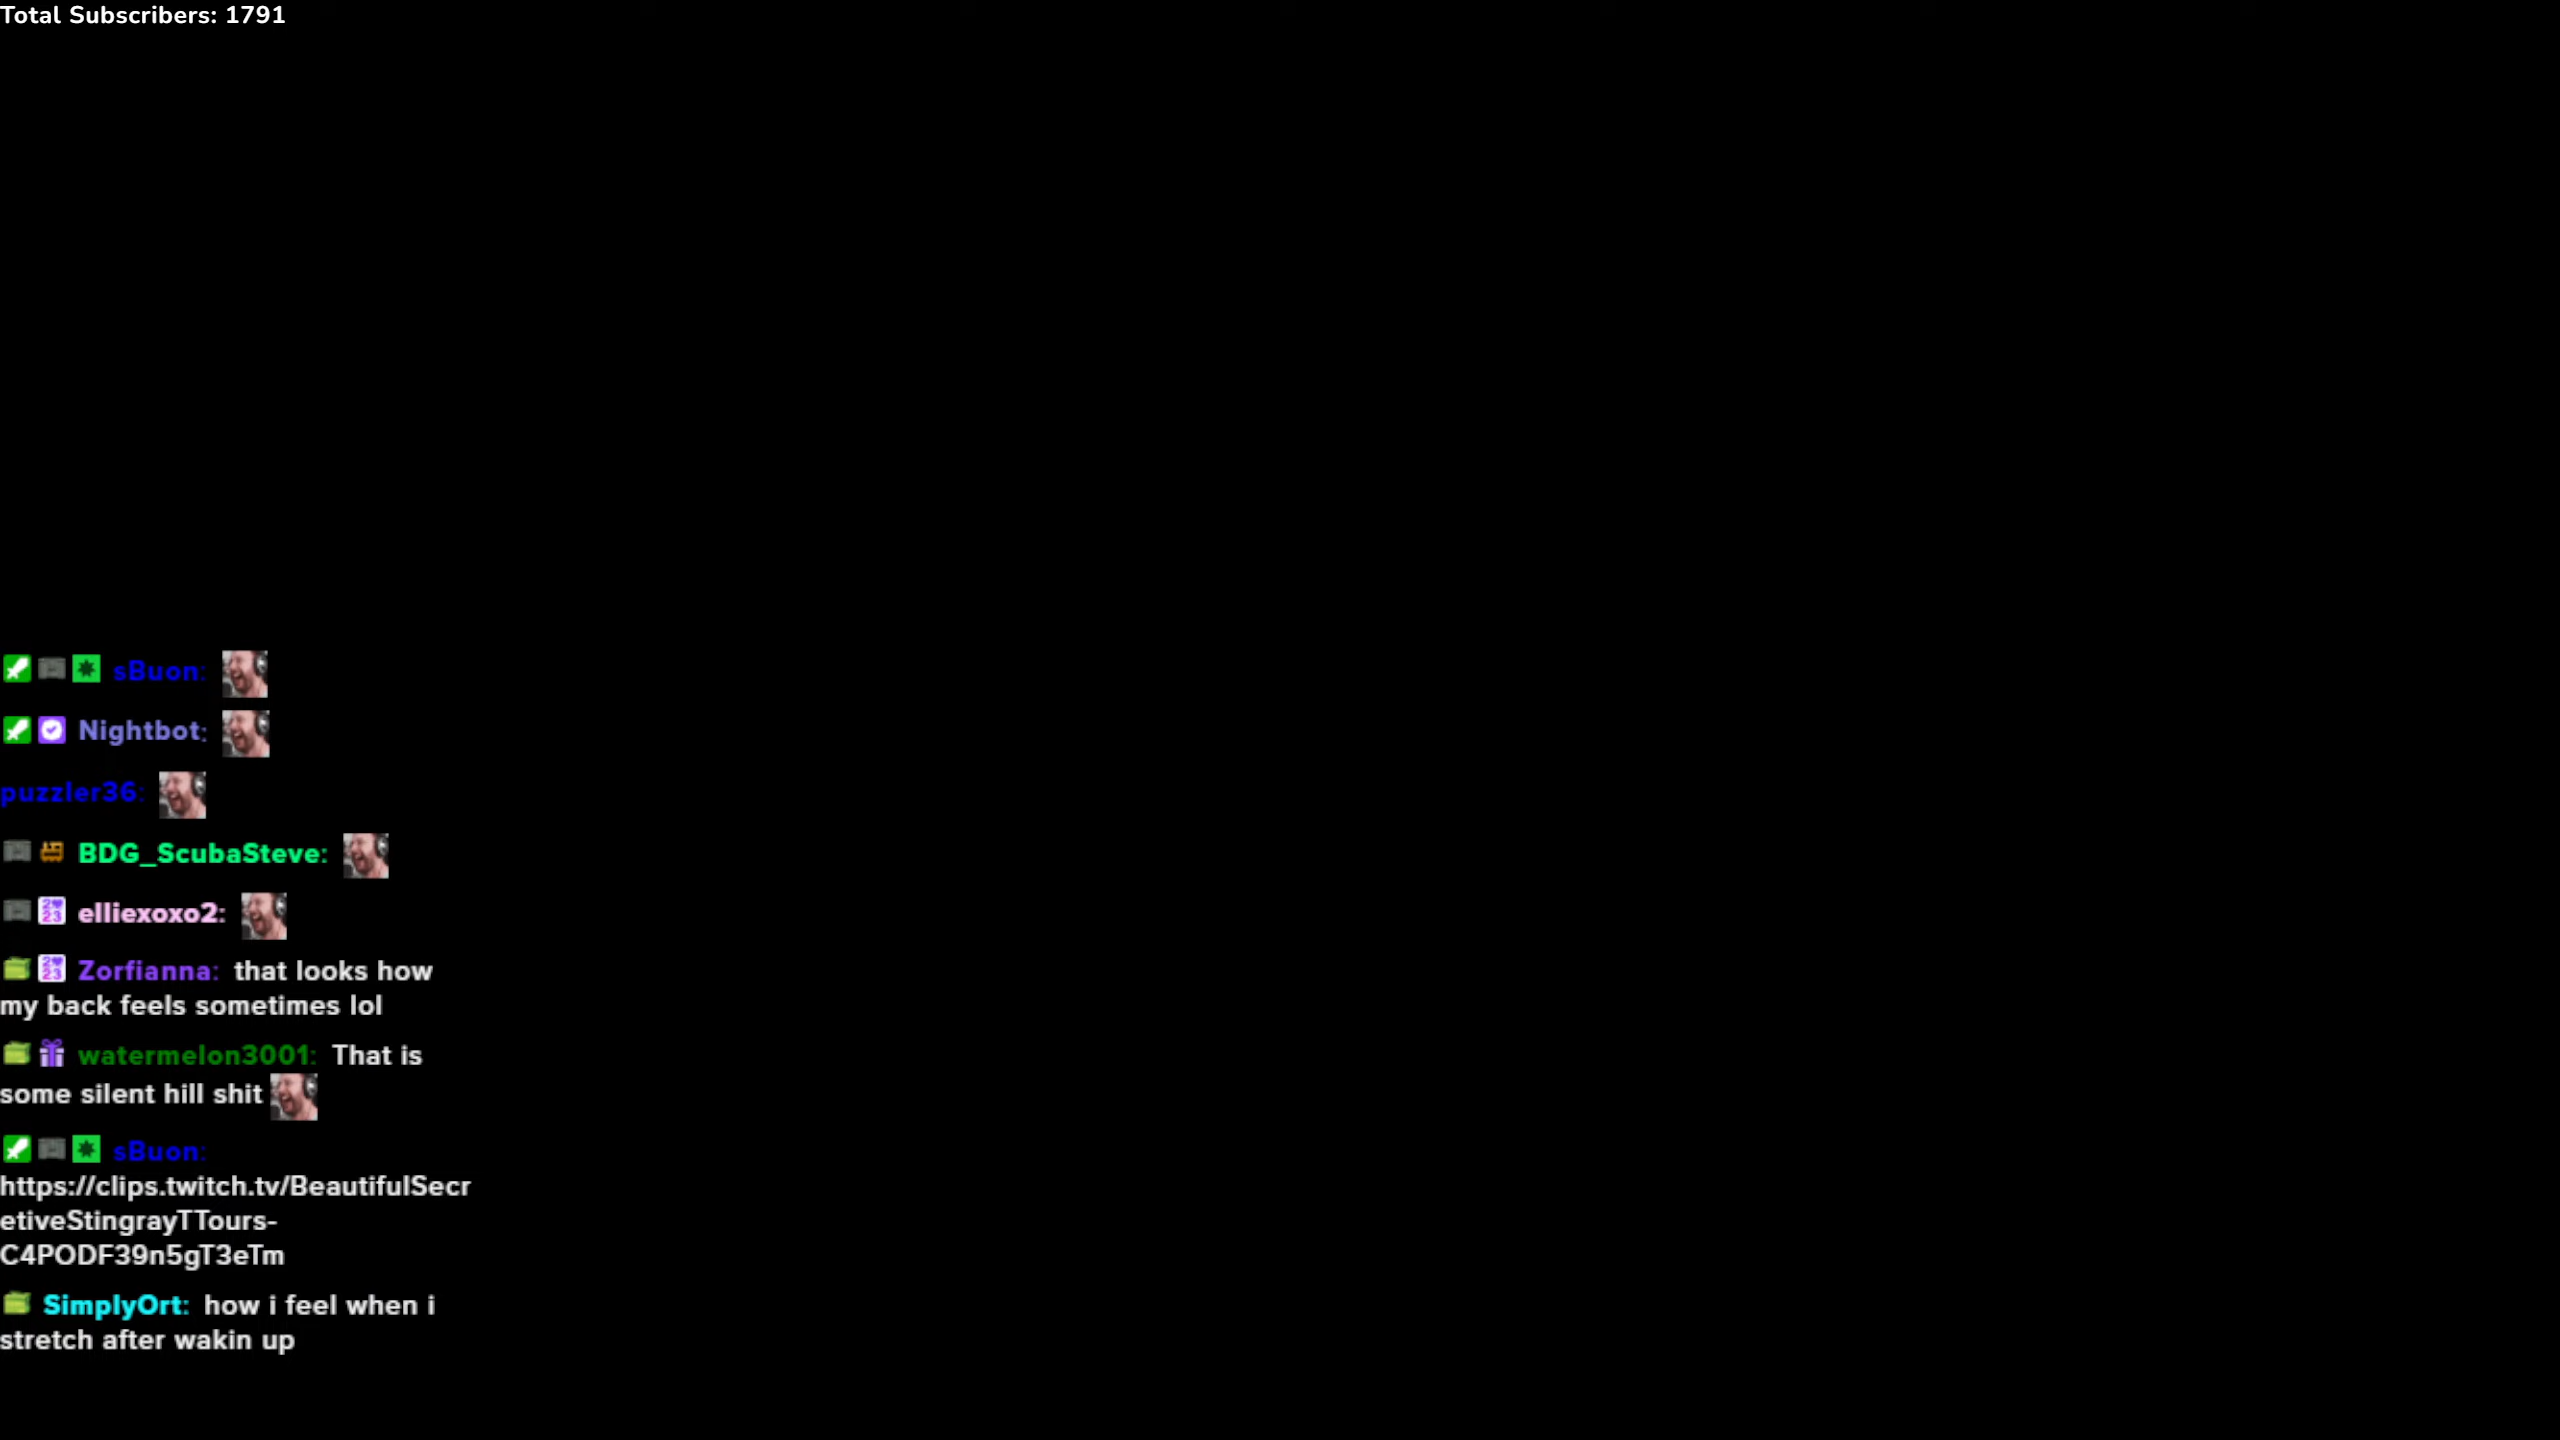 Total Subscribers: 1791
sBuon:
Nightbot:
puzzler36:
BDG_ScubaSteve:
elliexoxo2:
Zorfianna: that looks how
my back feels sometimes lol
watermelon3001: That is
some silent hill shit
sBuon:
https://clips.twitch.tv/BeautifulSecr
etiveStingrayTTours-
C4PODF39n5gT3eTm
SimplyOrt: how i feel when i
stretch after wakin up